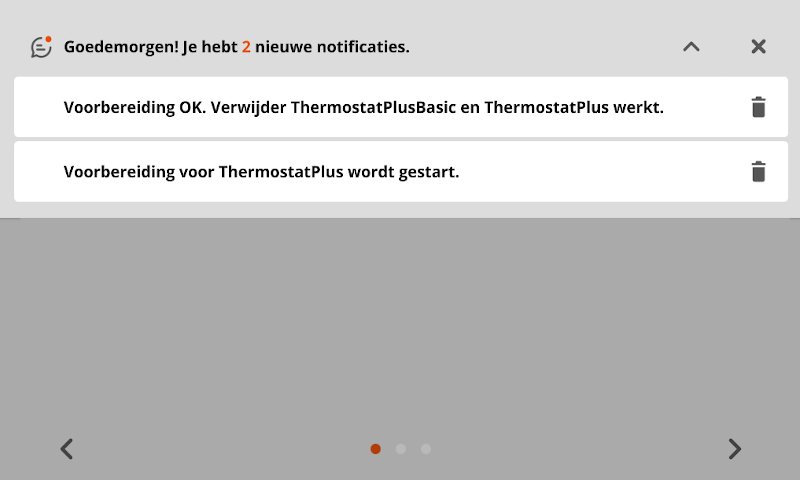 Goedemorgen! Je hebt 2 nieuwe notificaties.
Voorbereiding OK. Verwijder ThermostatPlusBasic en ThermostatPlus werkt.
Voorbereiding voor ThermostatPlus wordt gestart.